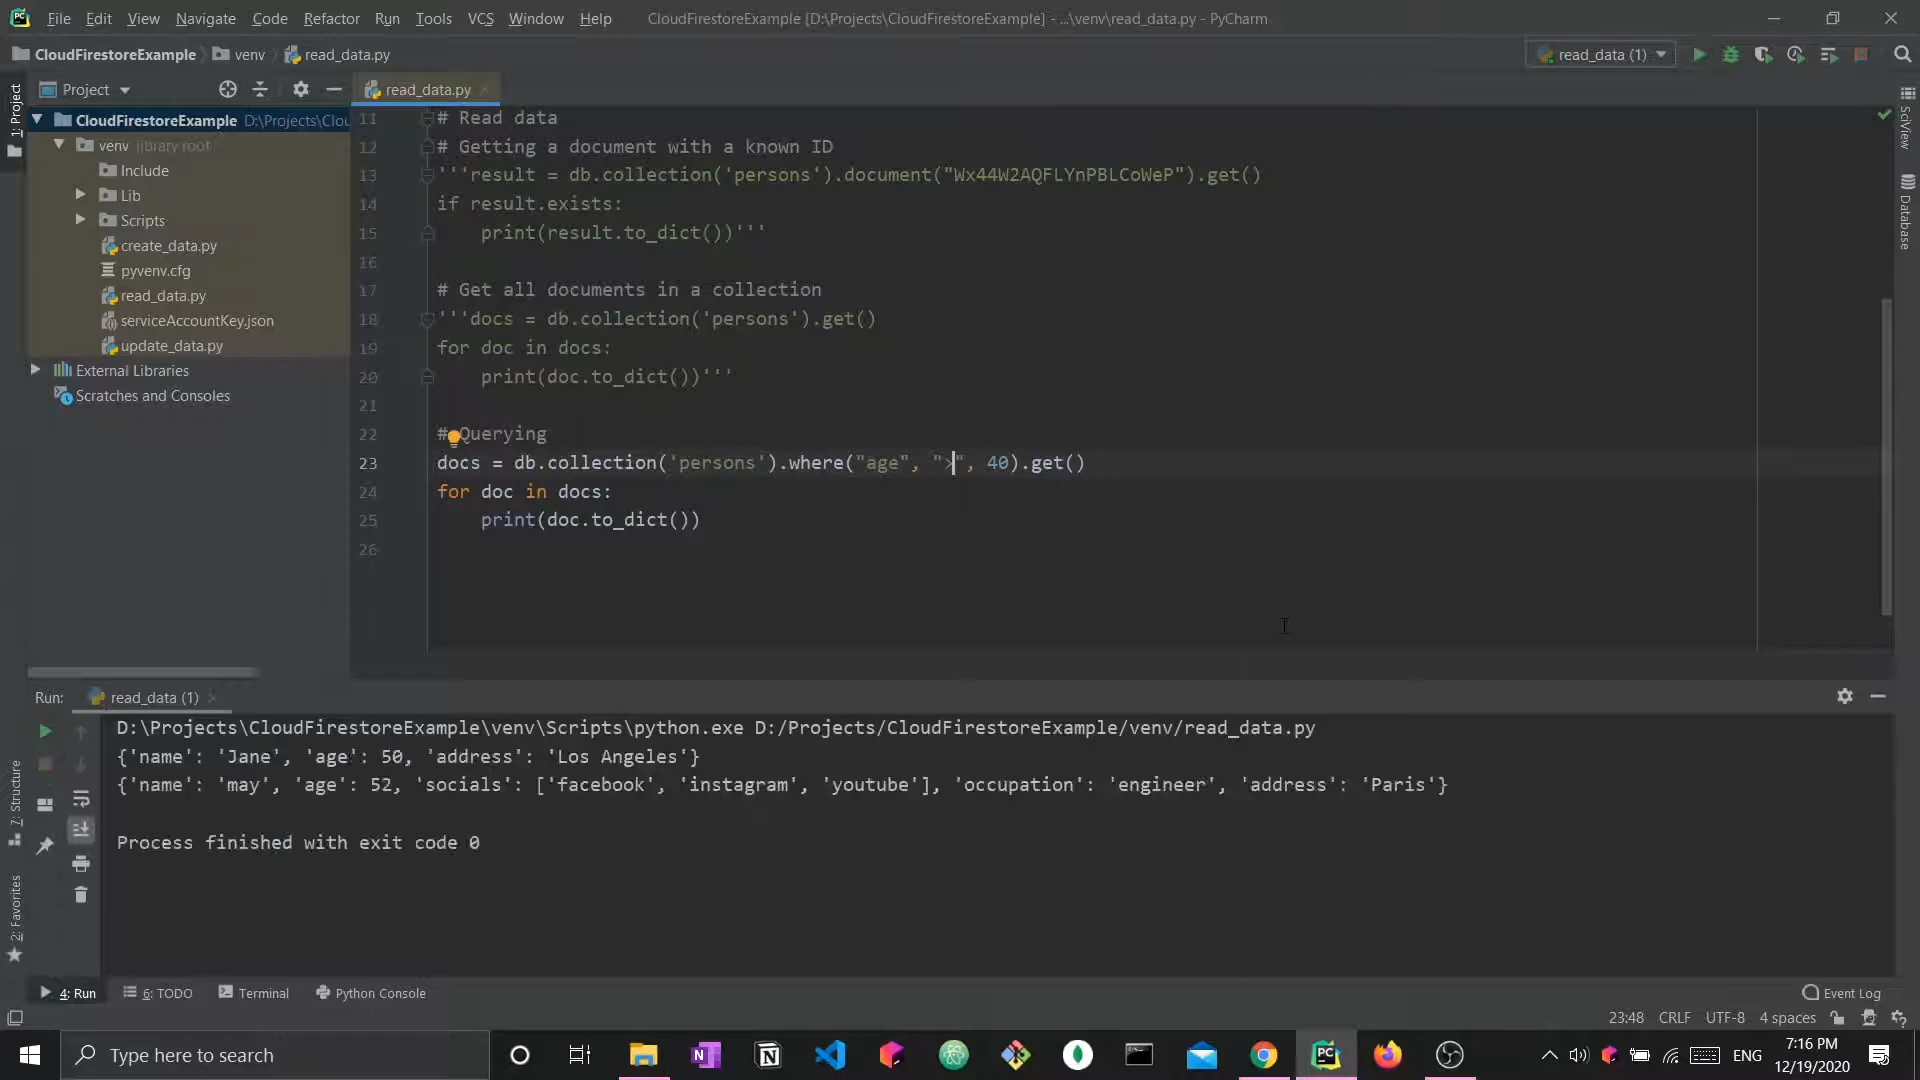 File Edit View Navigate Code Refactor Run Tools VCS Window Help CloudFirestoreExample [D:\Projects\CloudFirestoreExample] - ...\venv\read_data.py - PyCharm
CloudFirestoreExample venv read_data.py read_data (1)
1: Project
Project
read_data.py
CloudFirestoreExample D:\Projects\Clou
venv library root
Include
Lib
Scripts
create_data.py
pyvenv.cfg
read_data.py
serviceAccountKey.json
update_data.py
External Libraries
Scratches and Consoles
11 # Read data
12 # Getting a document with a known ID
13 '''result = db.collection('persons').document("Wx44W2AQFLYnPBLCoWeP").get()
14 if result.exists:
15 print(result.to_dict())'''
16
17 # Get all documents in a collection
18 '''docs = db.collection('persons').get()
19 for doc in docs:
20 print(doc.to_dict())'''
21
22 # Querying
23 docs = db.collection('persons').where("age", ">", 40).get()
24 for doc in docs:
25 print(doc.to_dict())
26
SciView
Database
Run: read_data (1)
D:\Projects\CloudFirestoreExample\venv\Scripts\python.exe D:/Projects/CloudFirestoreExample/venv/read_data.py
{'name': 'Jane', 'age': 50, 'address': 'Los Angeles'}
{'name': 'may', 'age': 52, 'socials': ['facebook', 'instagram', 'youtube'], 'occupation': 'engineer', 'address': 'Paris'}
Process finished with exit code 0
7: Structure
2: Favorites
4: Run 6: TODO Terminal Python Console Event Log
23:48 CRLF UTF-8 4 spaces
Type here to search
ENG
7:16 PM
12/19/2020